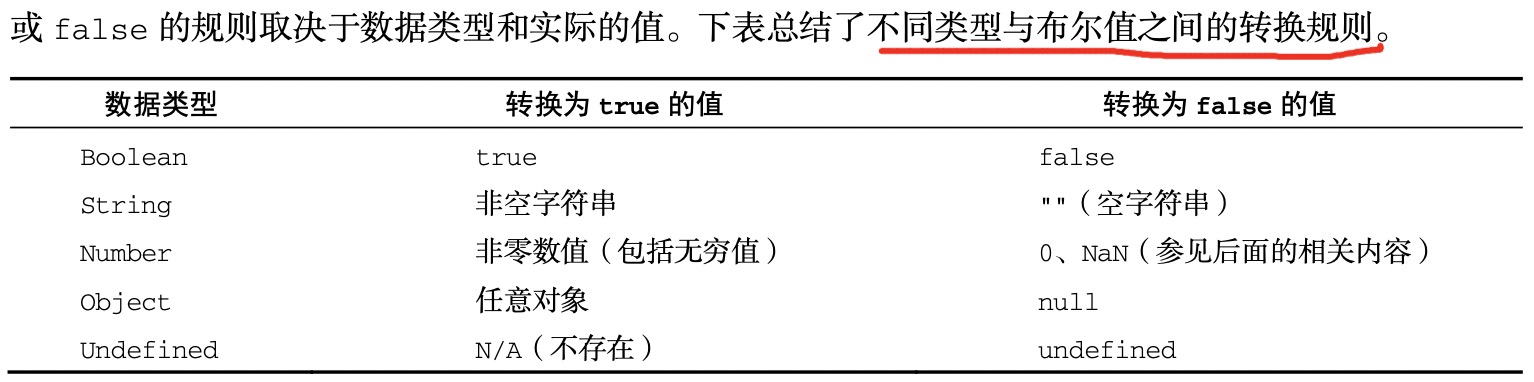 或 false 的规则取决于数据类型和实际的值。下表总结了不同类型与布尔值之间的转换规则。
数据类型 转换为 true 的值 转换为 false 的值
Boolean true false
String 非空字符串 ""（空字符串）
Number 非零数值（包括无穷值） 0、NaN（参见后面的相关内容）
Object 任意对象 null
Undefined N/A（不存在） undefined